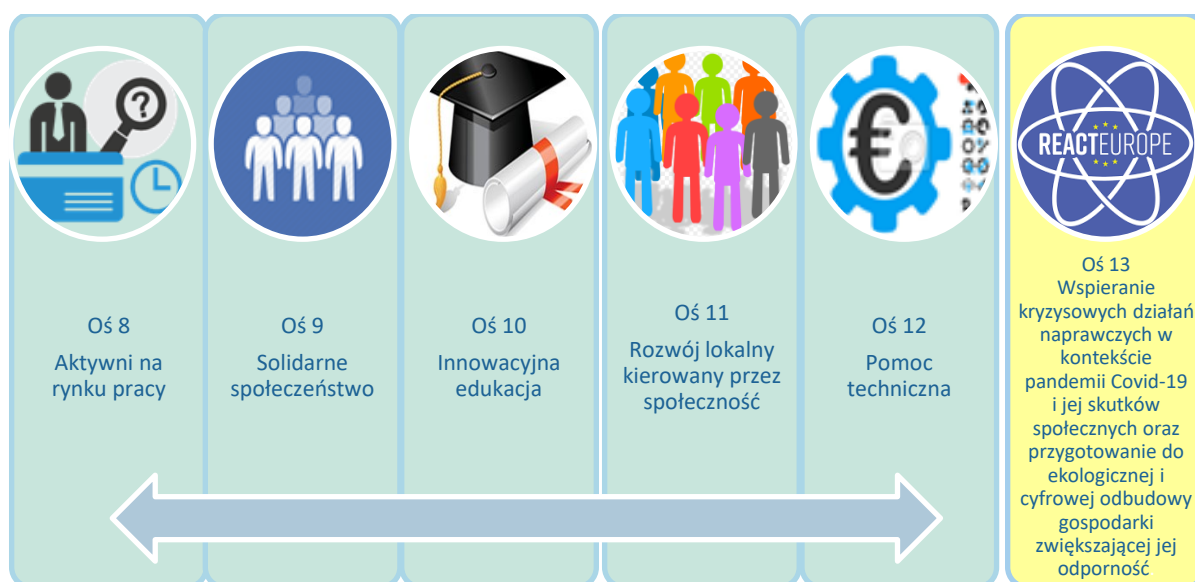 Oś 8
Aktywni na
rynku pracy
Oś 9
Solidarne
społeczeństwo
Oś 10
Innowacyjna
edukacja
Oś 11
Rozwój lokalny
kierowany przez
społeczność
Oś 12
Pomoc
techniczna
REACTEUROPE
Oś 13
Wspieranie
kryzysowych działań
naprawczych w
kontekście
pandemii Covid-19
i jej skutków
społecznych oraz
przygotowanie do
ekologicznej i
cyfrowej odbudowy
gospodarki
zwiększającej jej
odporność